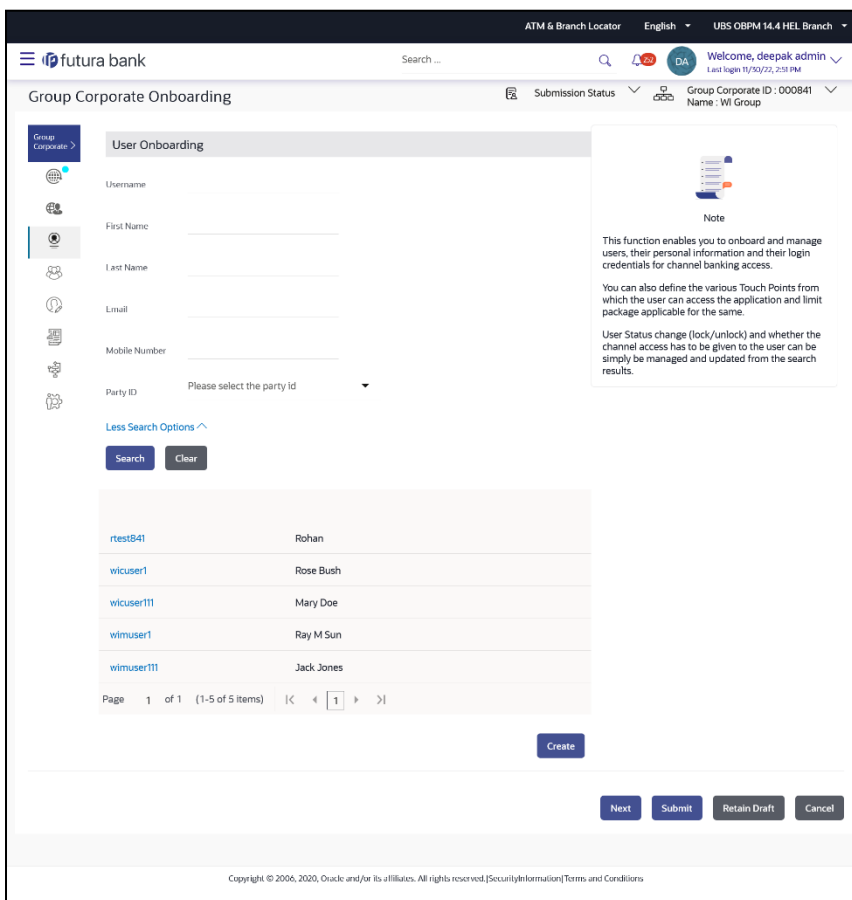 ATM & Branch Locator English UBS OBPM 14.4 HEL Branch
futura bank Search ... 252 DA Welcome, deepak admin
Last login 11/30/22, 2:51 PM
Group Corporate Onboarding Submission Status Group Corporate ID : 000841
Name : WI Group
Group
Corporate >
User Onboarding
Username
First Name
Last Name
Email
Mobile Number
Party ID Please select the party id
Less Search Options
Search Clear
rtest841 Rohan
wicuser1 Rose Bush
wicuser111 Mary Doe
wimuser1 Ray M Sun
wimuser111 Jack Jones
Page 1 of 1 (1-5 of 5 items) 1
Create
Note
This function enables you to onboard and manage
users, their personal information and their login
credentials for channel banking access.
You can also define the various Touch Points from
which the user can access the application and limit
package applicable for the same.
User Status change (lock/unlock) and whether the
channel access has to be given to the user can be
simply be managed and updated from the search
results.
Next Submit Retain Draft Cancel
Copyright © 2006, 2020, Oracle and/or its affiliates. All rights reserved.|SecurityInformation|Terms and Conditions